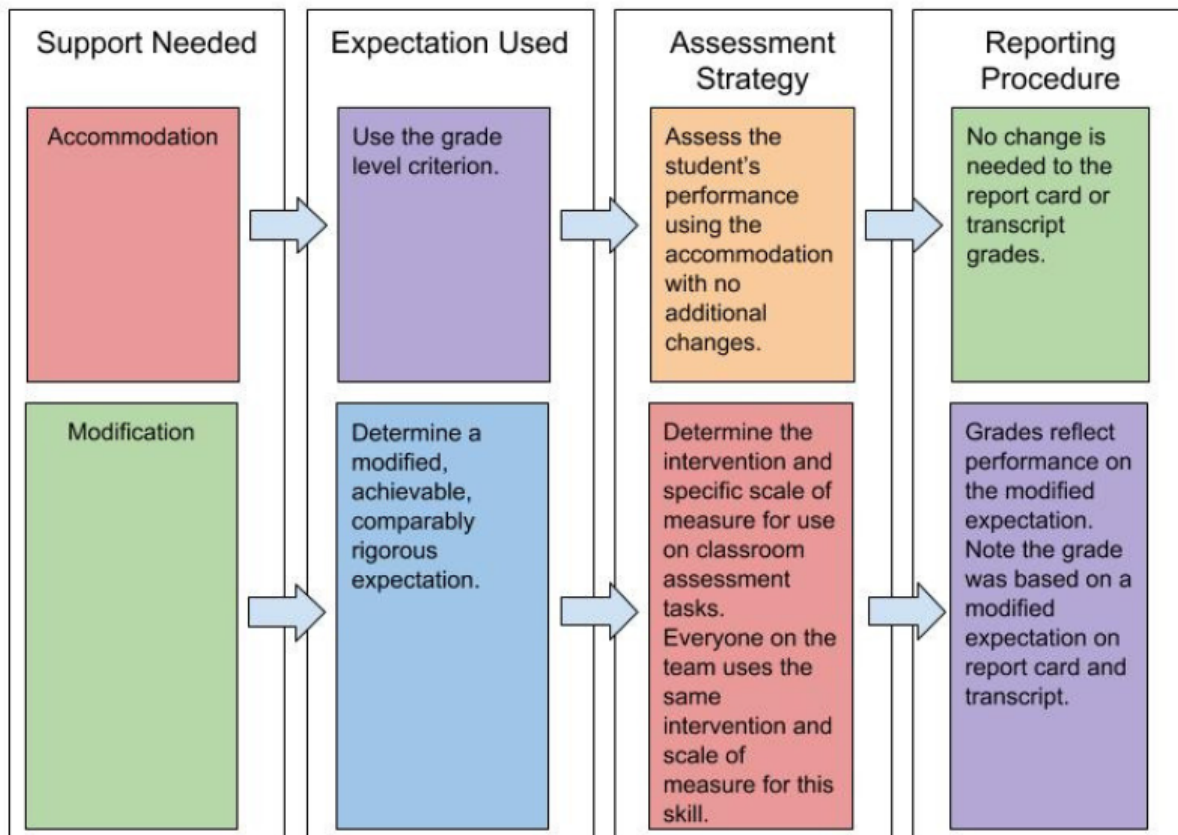 Support Needed
Expectation Used
Assessment
Strategy
Reporting
Procedure
Accommodation
Use the grade
level criterion.
Assess the
student's
performance
using the
accommodation
with no
additional
changes.
No change is
needed to the
report card or
transcript
grades.
Modification
Determine a
modified,
achievable,
comparably
rigorous
expectation.
Determine the
intervention and
specific scale of
measure for use
on classroom
assessment
tasks.
Everyone on the
team uses the
same
intervention and
scale of
measure for this
skill.
Grades reflect
performance on
the modified
expectation.
Note the grade
was based on a
modified
expectation on
report card and
transcript.